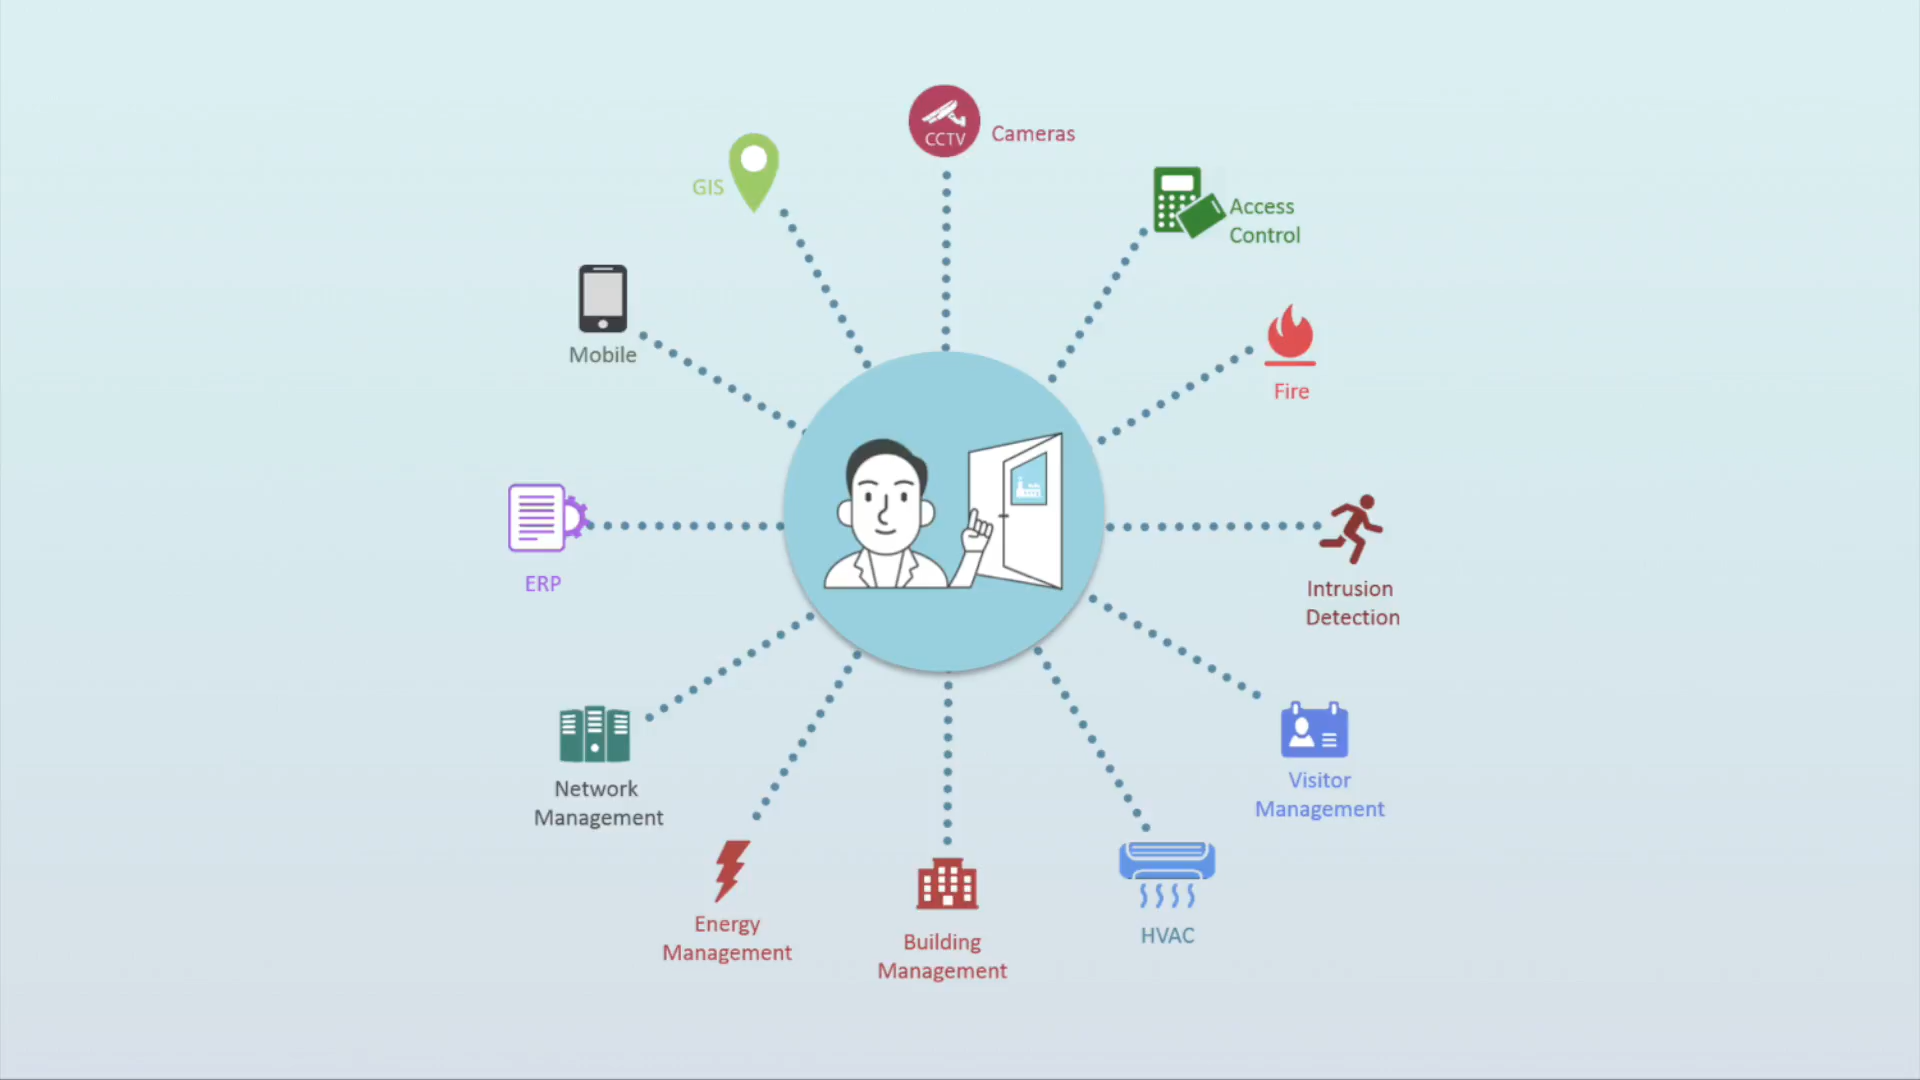 CCTV
Cameras
GIS
Access
Control
Mobile
Fire
ERP
Intrusion
Detection
Network
Management
Visitor
Management
Energy
Management
Building
Management
HVAC